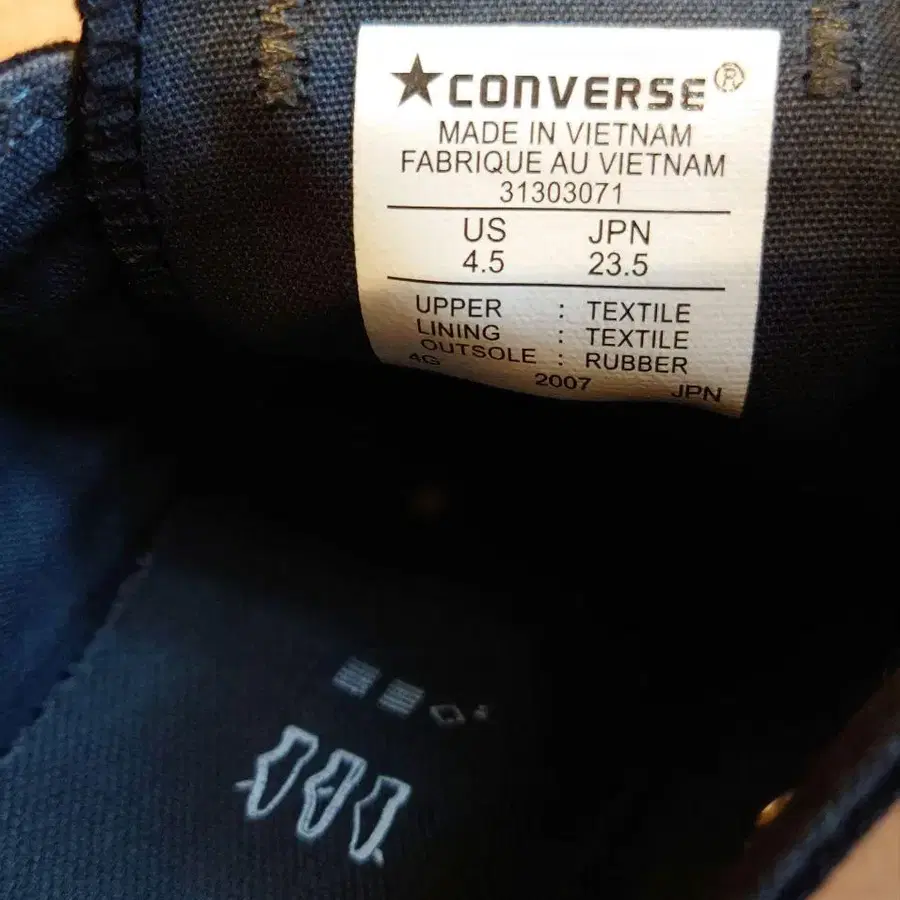 ★CONVERSE®
MADE IN VIETNAM
FABRIQUE AU VIETNAM
31303071
US JPN
4.5 23.5
UPPER : TEXTILE
LINING : TEXTILE
OUTSOLE : RUBBER
4G 2007 JPN